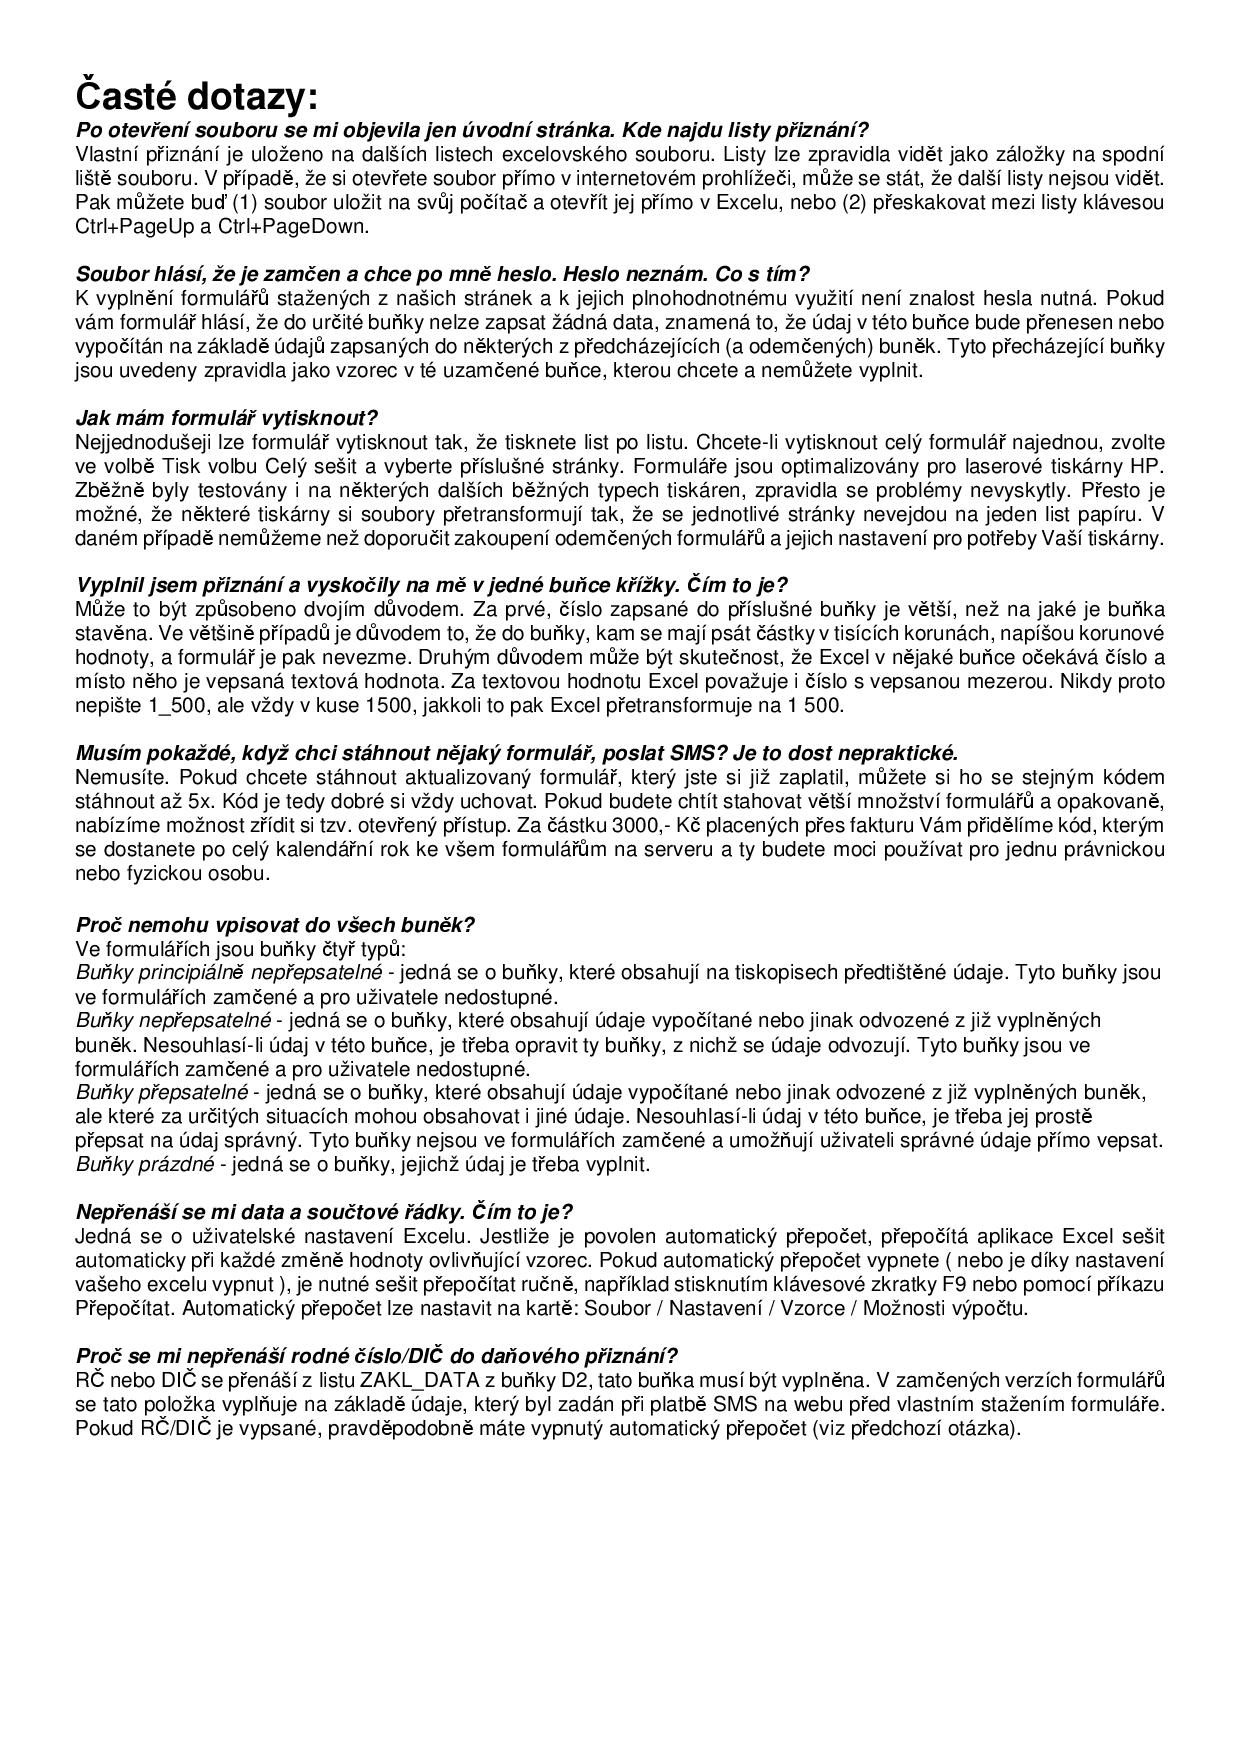 Časté dotazy:
Po otevření souboru se mi objevila jen úvodní stránka. Kde najdu listy přiznání?
Vlastní přiznání je uloženo na dalších listech excelovského souboru. Listy lze zpravidla vidět jako záložky na spodní
liště souboru. V případě, že si otevřete soubor přímo v internetovém prohlížeči, může se stát, že další listy nejsou vidět.
Pak můžete buď (1) soubor uložit na svůj počítač a otevřít jej přímo v Excelu, nebo (2) přeskakovat mezi listy klávesou
Ctrl+PageUp a Ctrl+PageDown.
Soubor hlásí, že je zamčen a chce po mně heslo. Heslo neznám. Co s tím?
K vyplnění formulářů stažených z našich stránek a k jejich plnohodnotnému využití není znalost hesla nutná. Pokud
vám formulář hlásí, že do určité buňky nelze zapsat žádná data, znamená to, že údaj v této buňce bude přenesen nebo
vypočítán na základě údajů zapsaných do některých z předcházejících (a odemčených) buněk. Tyto přecházející buňky
jsou uvedeny zpravidla jako vzorec v té uzamčené buňce, kterou chcete a nemůžete vyplnit.
Jak mám formulář vytisknout?
Nejjednodušeji lze formulář vytisknout tak, že tisknete list po listu. Chcete-li vytisknout celý formulář najednou, zvolte
ve volbě Tisk volbu Celý sešit a vyberte příslušné stránky. Formuláře jsou optimalizovány pro laserové tiskárny HP.
Zběžně byly testovány i na některých dalších běžných typech tiskáren, zpravidla se problémy nevyskytly. Přesto je
možné, že některé tiskárny si soubory přetransformují tak, že se jednotlivé stránky nevejdou na jeden list papíru. V
daném případě nemůžeme než doporučit zakoupení odemčených formulářů a jejich nastavení pro potřeby Vaší tiskárny.
Vyplnil jsem přiznání a vyskočily na mě v jedné buňce křížky. Čím to je?
Může to být způsobeno dvojím důvodem. Za prvé, číslo zapsané do příslušné buňky je větší, než na jaké je buňka
stavěna. Ve většině případů je důvodem to, že do buňky, kam se mají psát částky v tisících korunách, napíšou korunové
hodnoty, a formulář je pak nevezme. Druhým důvodem může být skutečnost, že Excel v nějaké buňce očekává číslo a
místo něho je vepsaná textová hodnota. Za textovou hodnotu Excel považuje i číslo s vepsanou mezerou. Nikdy proto
nepište 1_500, ale vždy v kuse 1500, jakkoli to pak Excel přetransformuje na 1 500.
Musím pokaždé, když chci stáhnout nějaký formulář, poslat SMS? Je to dost nepraktické.
Nemusíte. Pokud chcete stáhnout aktualizovaný formulář, který jste si již zaplatil, můžete si ho se stejným kódem
stáhnout až 5x. Kód je tedy dobré si vždy uchovat. Pokud budete chtít stahovat větší množství formulářů a opakovaně,
nabízíme možnost zřídit si tzv. otevřený přístup. Za částku 3000,- Kč placených přes fakturu Vám přidělíme kód, kterým
se dostanete po celý kalendářní rok ke všem formulářům na serveru a ty budete moci používat pro jednu právnickou
nebo fyzickou osobu.
Proč nemohu vpisovat do všech buněk?
Ve formulářích jsou buňky čtyř typů:
Buňky principiálně nepřepsatelné - jedná se o buňky, které obsahují na tiskopisech předtištěné údaje. Tyto buňky jsou
ve formulářích zamčené a pro uživatele nedostupné.
Buňky nepřepsatelné - jedná se o buňky, které obsahují údaje vypočítané nebo jinak odvozené z již vyplněných
buněk. Nesouhlasí-li údaj v této buňce, je třeba opravit ty buňky, z nichž se údaje odvozují. Tyto buňky jsou ve
formulářích zamčené a pro uživatele nedostupné.
Buňky přepsatelné - jedná se o buňky, které obsahují údaje vypočítané nebo jinak odvozené z již vyplněných buněk,
ale které za určitých situacích mohou obsahovat i jiné údaje. Nesouhlasí-li údaj v této buňce, je třeba jej prostě
přepsat na údaj správný. Tyto buňky nejsou ve formulářích zamčené a umožňují uživateli správné údaje přímo vepsat.
Buňky prázdné - jedná se o buňky, jejichž údaj je třeba vyplnit.
Nepřenáší se mi data a součtové řádky. Čím to je?
Jedná se o uživatelské nastavení Excelu. Jestliže je povolen automatický přepočet, přepočítá aplikace Excel sešit
automaticky při každé změně hodnoty ovlivňující vzorec. Pokud automatický přepočet vypnete ( nebo je díky nastavení
vašeho excelu vypnut ), je nutné sešit přepočítat ručně, například stisknutím klávesové zkratky F9 nebo pomocí příkazu
Přepočítat. Automatický přepočet lze nastavit na kartě: Soubor / Nastavení / Vzorce / Možnosti výpočtu.
Proč se mi nepřenáší rodné číslo/DIČ do daňového přiznání?
RČ nebo DIČ se přenáší z listu ZAKL_DATA z buňky D2, tato buňka musí být vyplněna. V zamčených verzích formulářů
se tato položka vyplňuje na základě údaje, který byl zadán při platbě SMS na webu před vlastním stažením formuláře.
Pokud RČ/DIČ je vypsané, pravděpodobně máte vypnutý automatický přepočet (viz předchozí otázka).